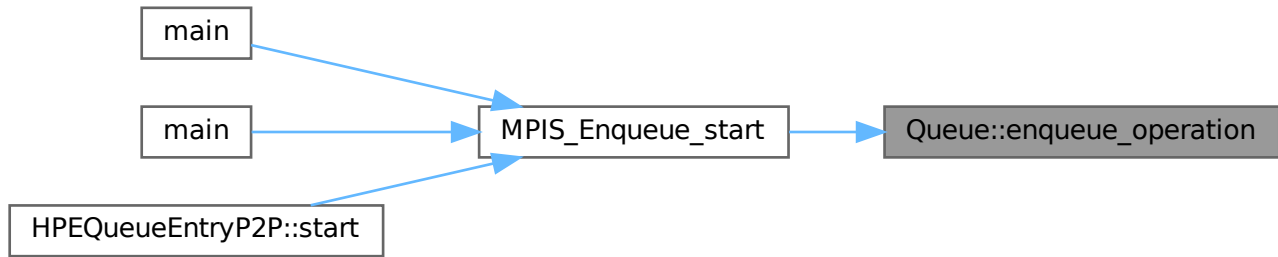 main
main
MPIS_Enqueue_start
Queue::enqueue_operation
HPEQueueEntryP2P::start